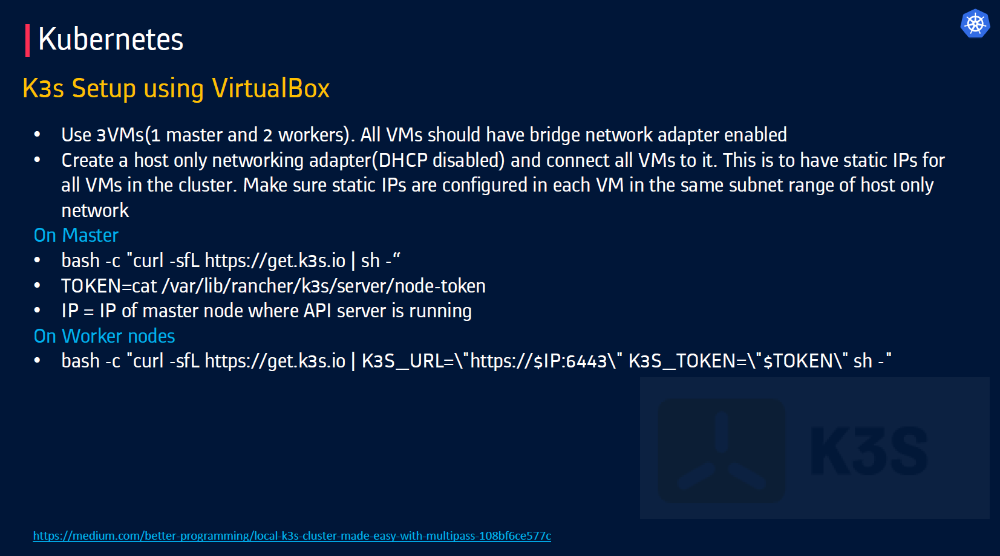 Kubernetes
K3s Setup using VirtualBox
• Use 3VMs(1 master and 2 workers). All VMs should have bridge network adapter enabled
• Create a host only networking adapter(DHCP disabled) and connect all VMs to it. This is to have static IPs for
all VMs in the cluster. Make sure static IPs are configured in each VM in the same subnet range of host only
network
On Master
• bash -c "curl -sfL https://get.k3s.io | sh -“
• TOKEN=cat /var/lib/rancher/k3s/server/node-token
• IP = IP of master node where API server is running
On Worker nodes
• bash -c "curl -sfL https://get.k3s.io | K3S_URL=\"https://$IP:6443\" K3S_TOKEN=\"$TOKEN\" sh -"
K3S
https://medium.com/better-programming/local-k3s-cluster-made-easy-with-multipass-108bf6ce577c